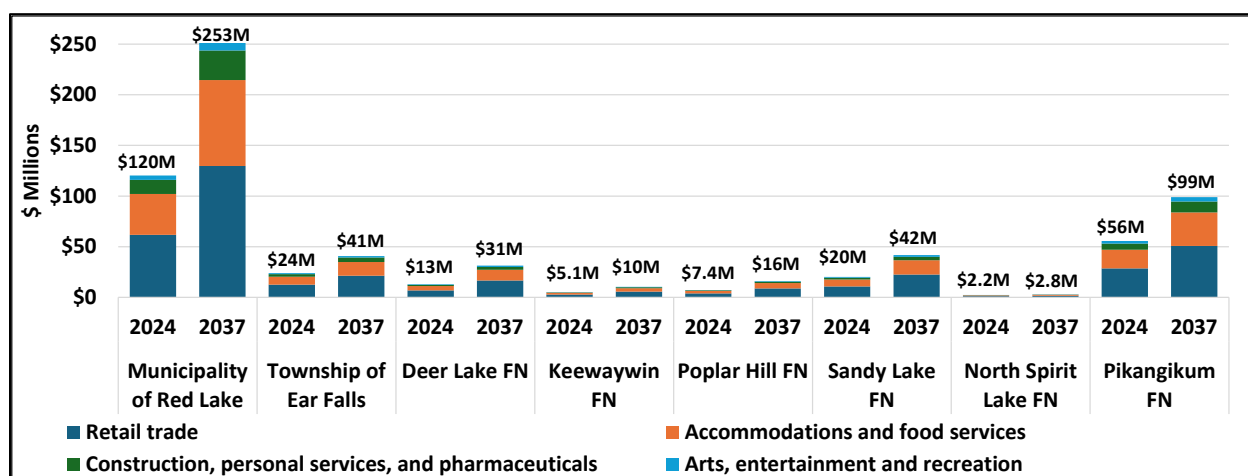 $ Millions
$250
$200
$150
$100
$50
$0
$120M
$253M
$24M
$41M
$13M
$31M
$5.1M
$10M
$7.4M
$16M
$20M
$42M
$2.2M
$2.8M
$56M
$99M
2024 2037 2024 2037 2024 2037 2024 2037 2024 2037 2024 2037 2024 2037 2024 2037
Municipality
of Red Lake
Township of
Ear Falls
Deer Lake FN
Keewaywin
FN
Poplar Hill FN
Sandy Lake
FN
North Spirit
Lake FN
Pikangikum
FN
Retail trade
Accommodations and food services
Construction, personal services, and pharmaceuticals
Arts, entertainment and recreation